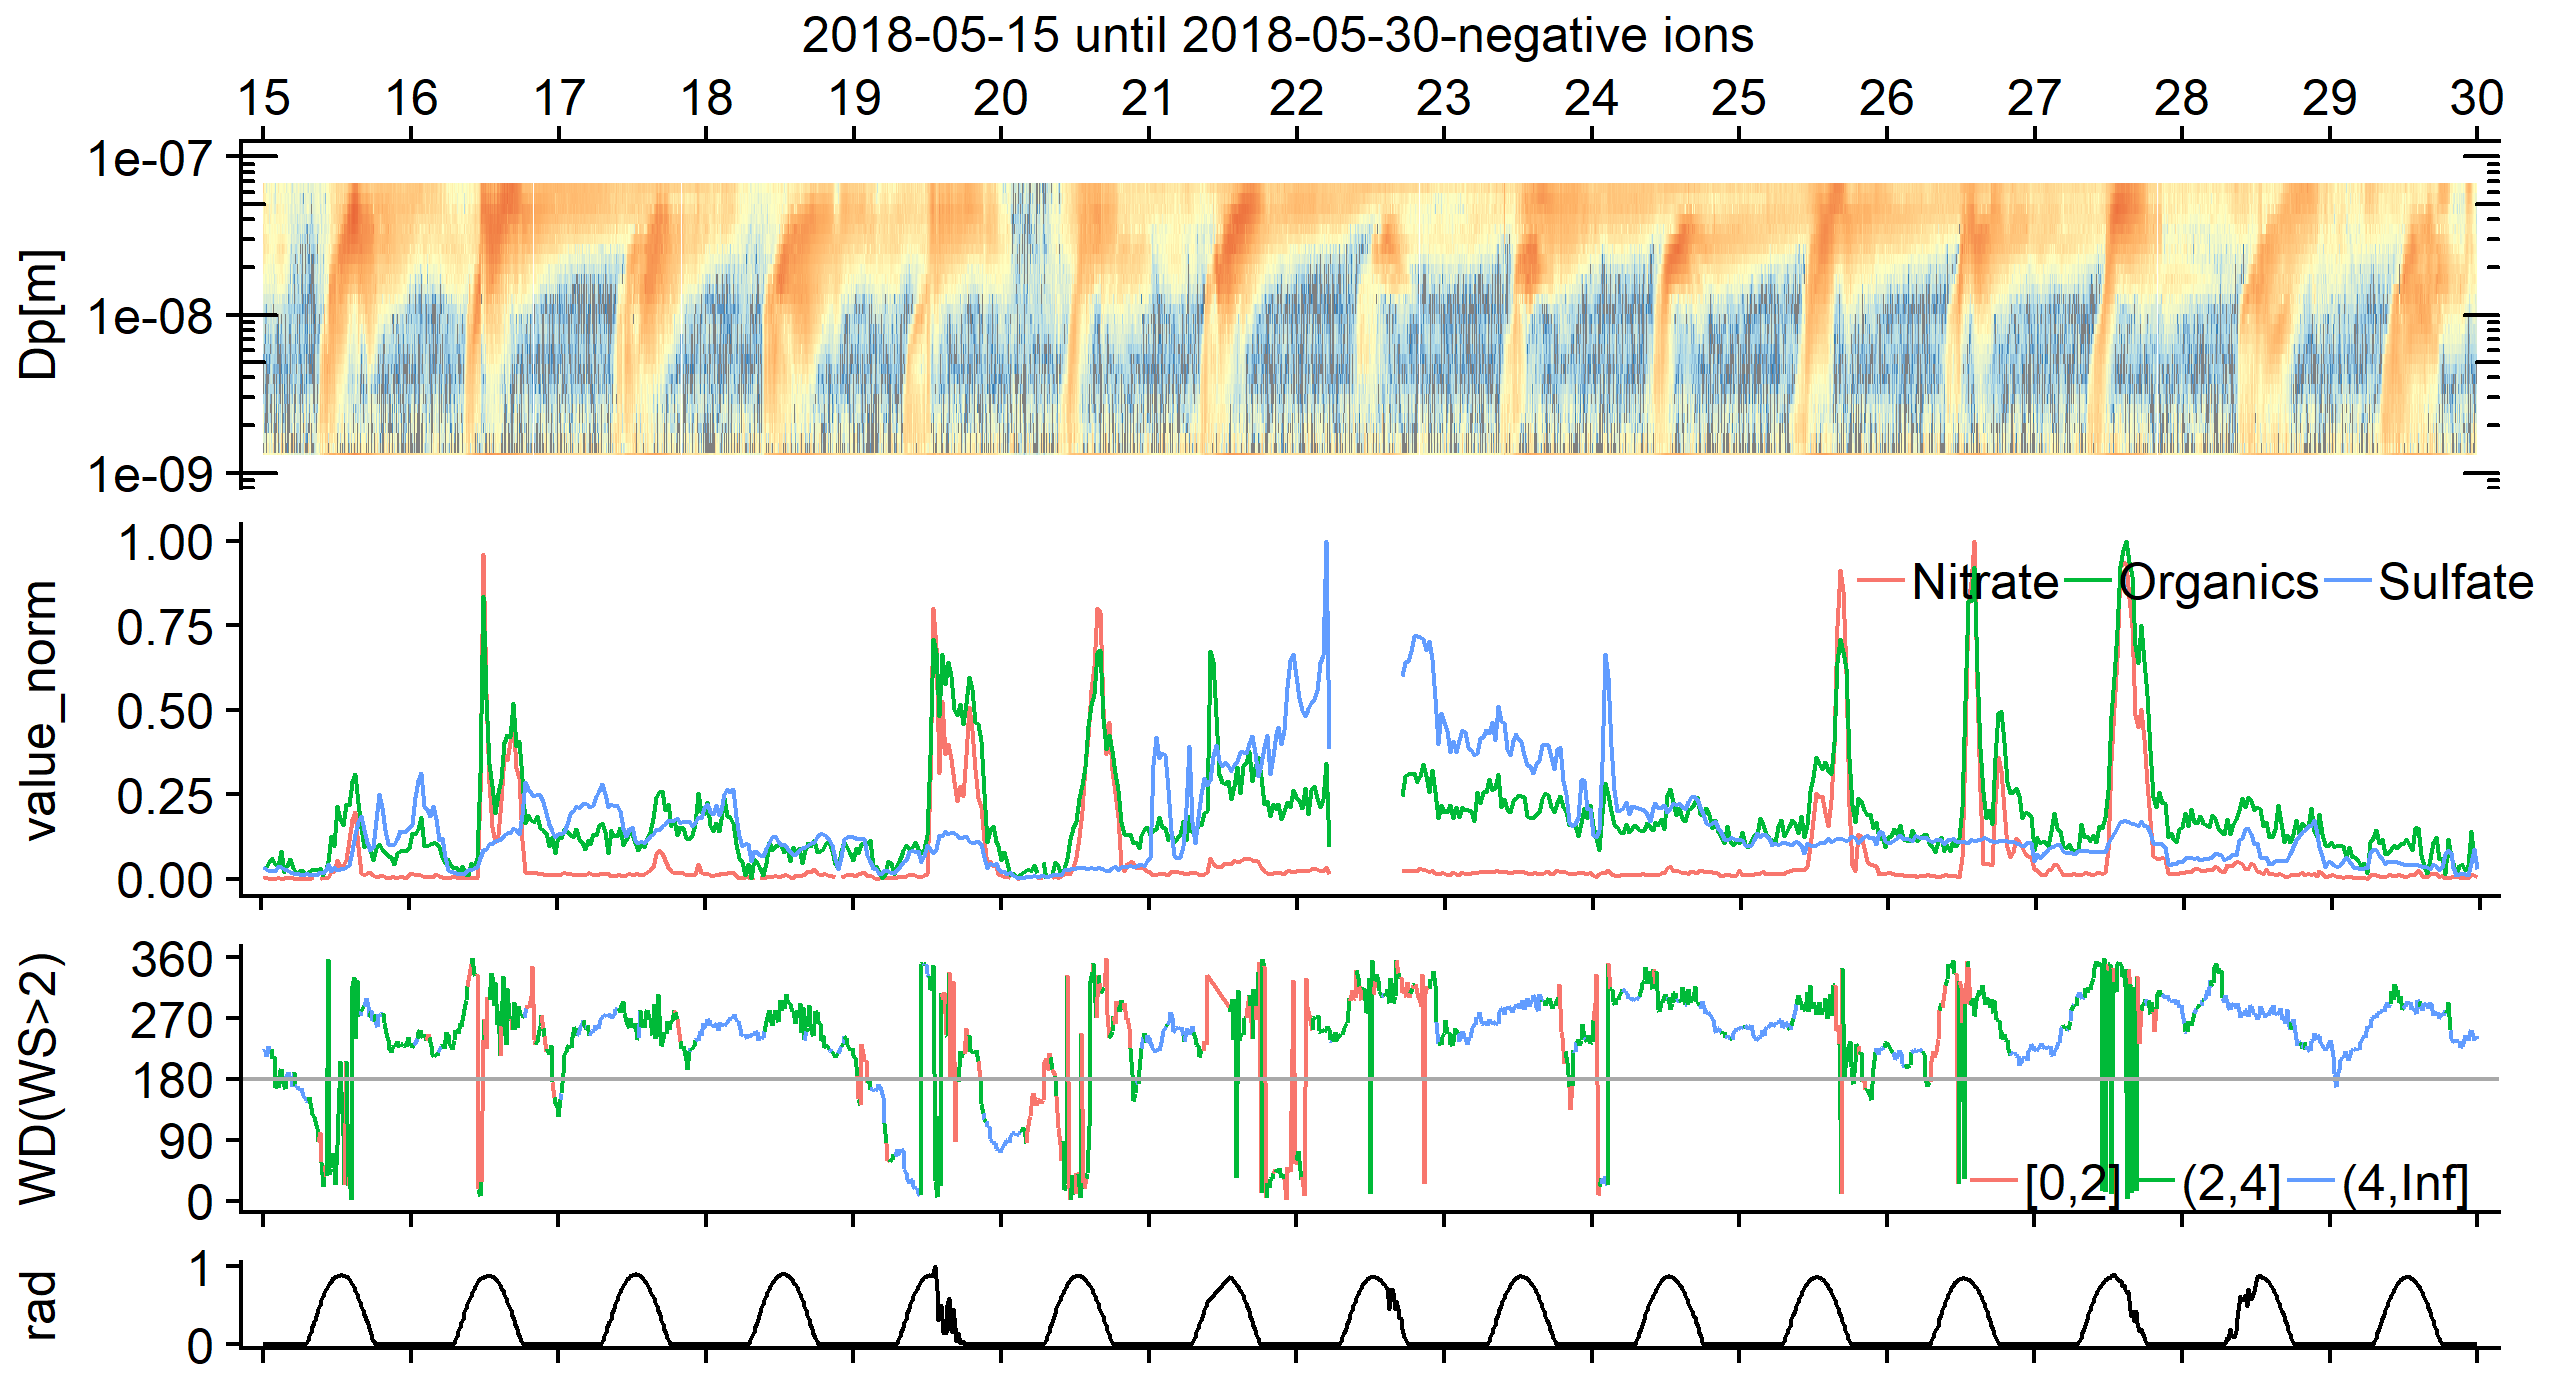 2018-05-15 until 2018-05-30-negative ions
15 16 17 18 19 20 21 22 23 24 25 26 27 28 29 30
Dp[m]
1e-07
1e-08
1e-09
value_norm
1.00
0.75
0.50
0.25
0.00
Nitrate Organics Sulfate
WD(WS>2)
360
270
180
90
0
[0,2] (2,4] (4,Inf]
rad
1
0